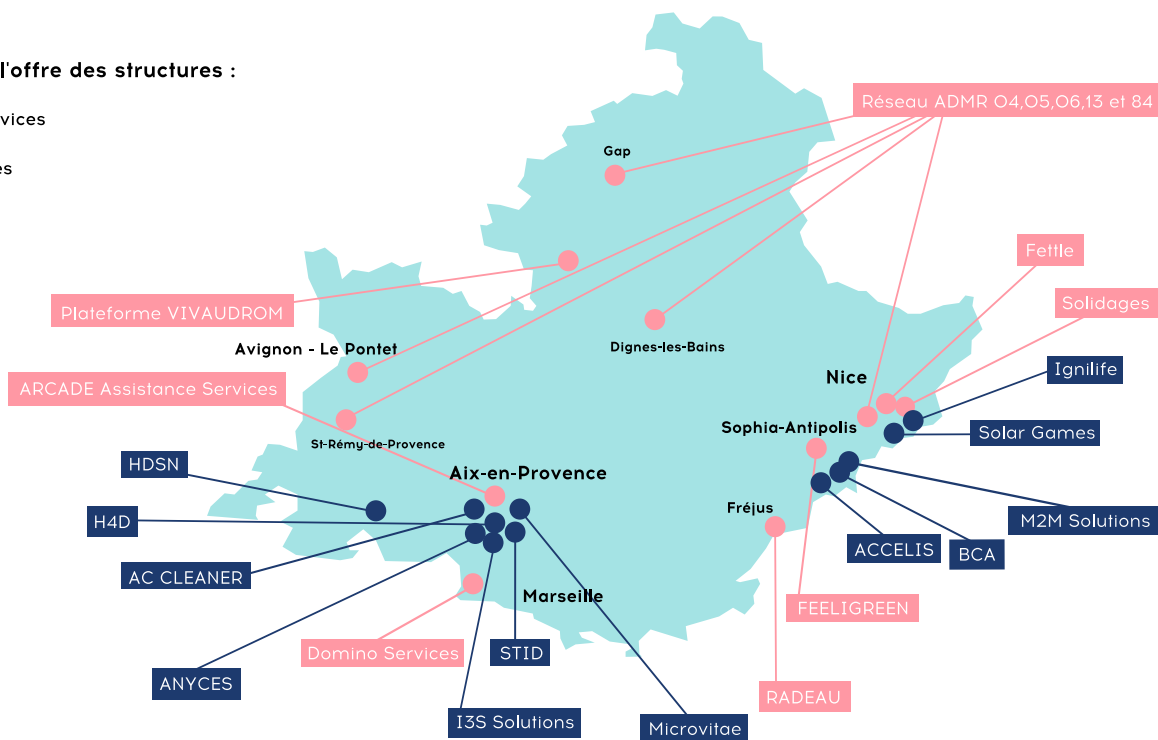 l'offre des structures :
vices
es
Réseau ADMR 04,05,06,13 et 84
Gap
Fettle
Plateforme VIVAUDROM
Solidages
Avignon - Le Pontet
Dignes-les-Bains
Ignilife
ARCADE Assistance Services
Nice
Sophia-Antipolis
Solar Games
St-Rémy-de-Provence
HDSN
Aix-en-Provence
Fréjus
H4D
M2M Solutions
ACCELIS
BCA
AC CLEANER
Marseille
FEELIGREEN
Domino Services
STID
ANYCES
RADEAU
I3S Solutions
Microvitae